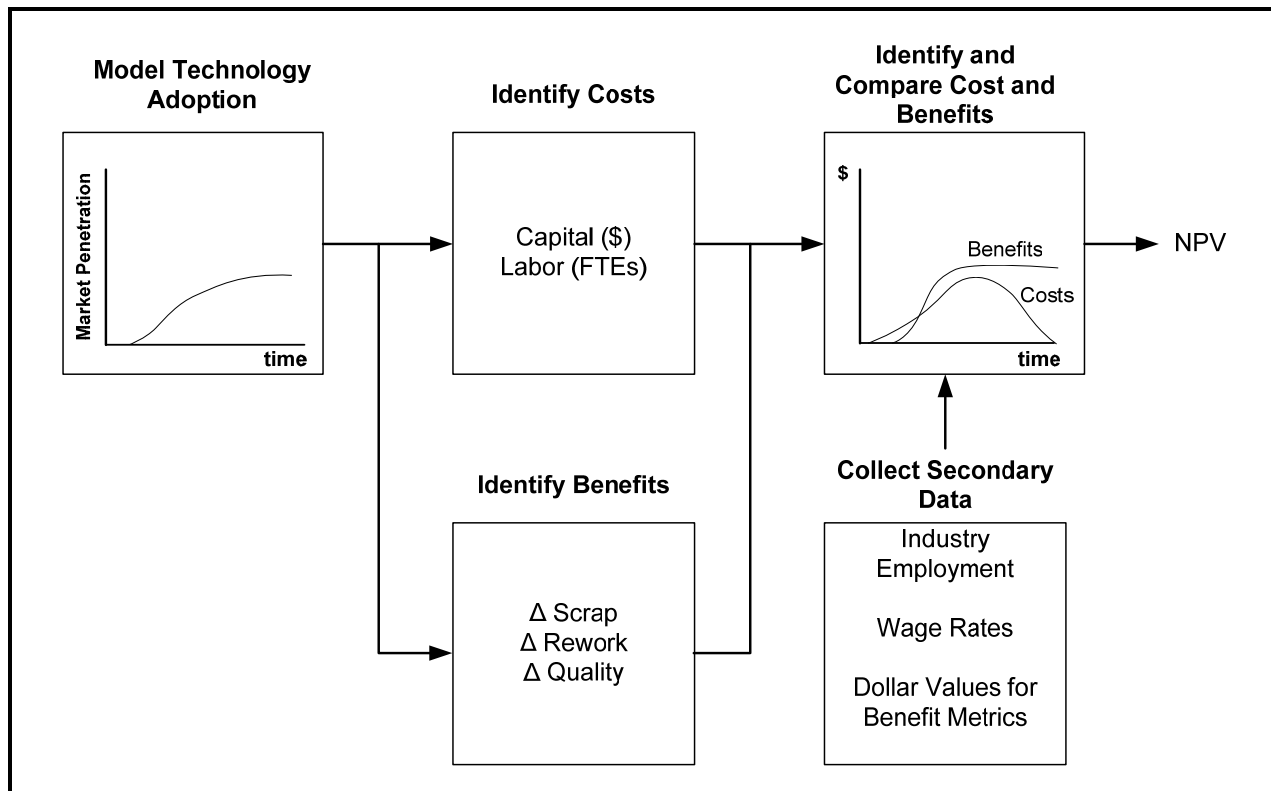 Model Technology
Adoption
Market Penetration
time
Identify Costs
Capital ($)
Labor (FTEs)
Identify and
Compare Cost and
Benefits
$
Benefits
Costs
time
NPV
Identify Benefits
Δ Scrap
Δ Rework
Δ Quality
Collect Secondary
Data
Industry
Employment
Wage Rates
Dollar Values for
Benefit Metrics